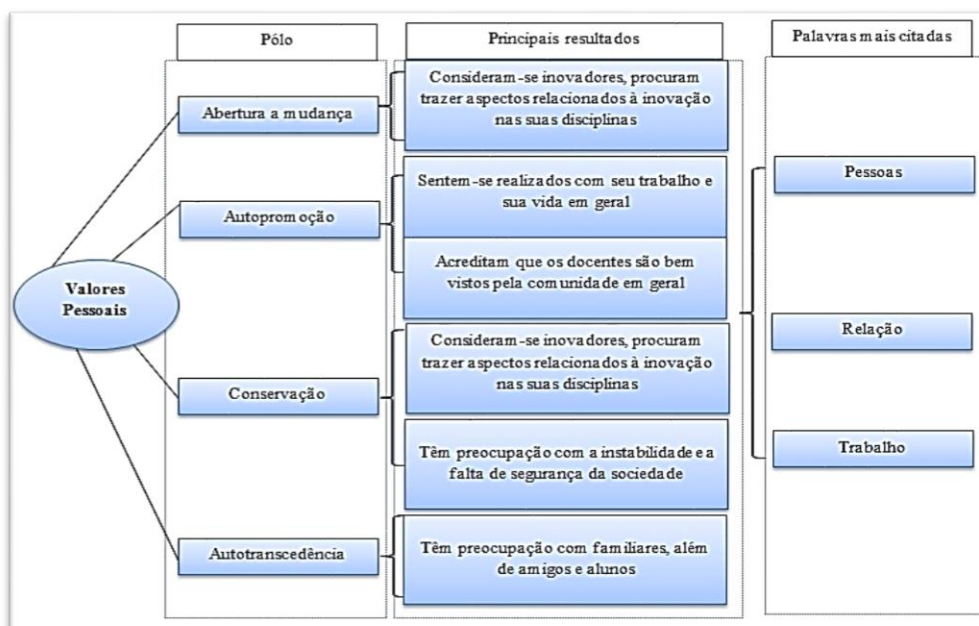 Pólo
Principais resultados
Palavras mais citadas
Valores
Pessoais
Abertura a mudança
Consideram-se inovadores, procuram
trazer aspectos relacionados à inovação
nas suas disciplinas
Autopromoção
Sentem-se realizados com seu trabalho e
sua vida em geral
Acreditam que os docentes são bem
vistos pela comunidade em geral
Conservação
Consideram-se inovadores, procuram
trazer aspectos relacionados à inovação
nas suas disciplinas
Têm preocupação com a instabilidade e a
falta de segurança da sociedade
Autotranscedência
Têm preocupação com familiares, além
de amigos e alunos
Pessoas
Relação
Trabalho